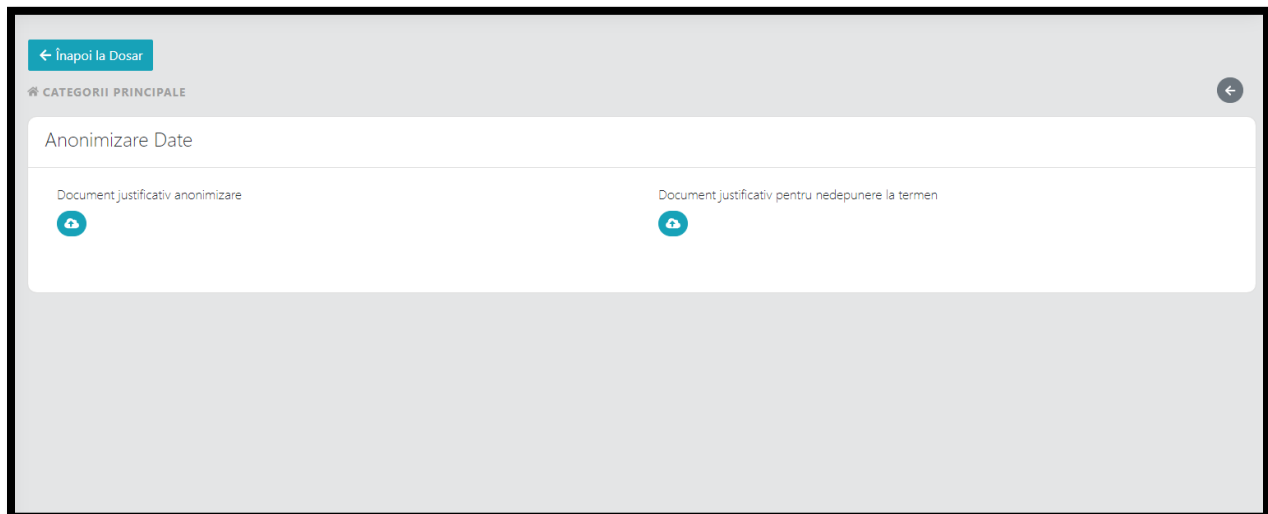 Înapoi la Dosar
CATEGORII PRINCIPALE
Anonimizare Date
Document justificativ anonimizare
Document justificativ pentru nedepunere la termen